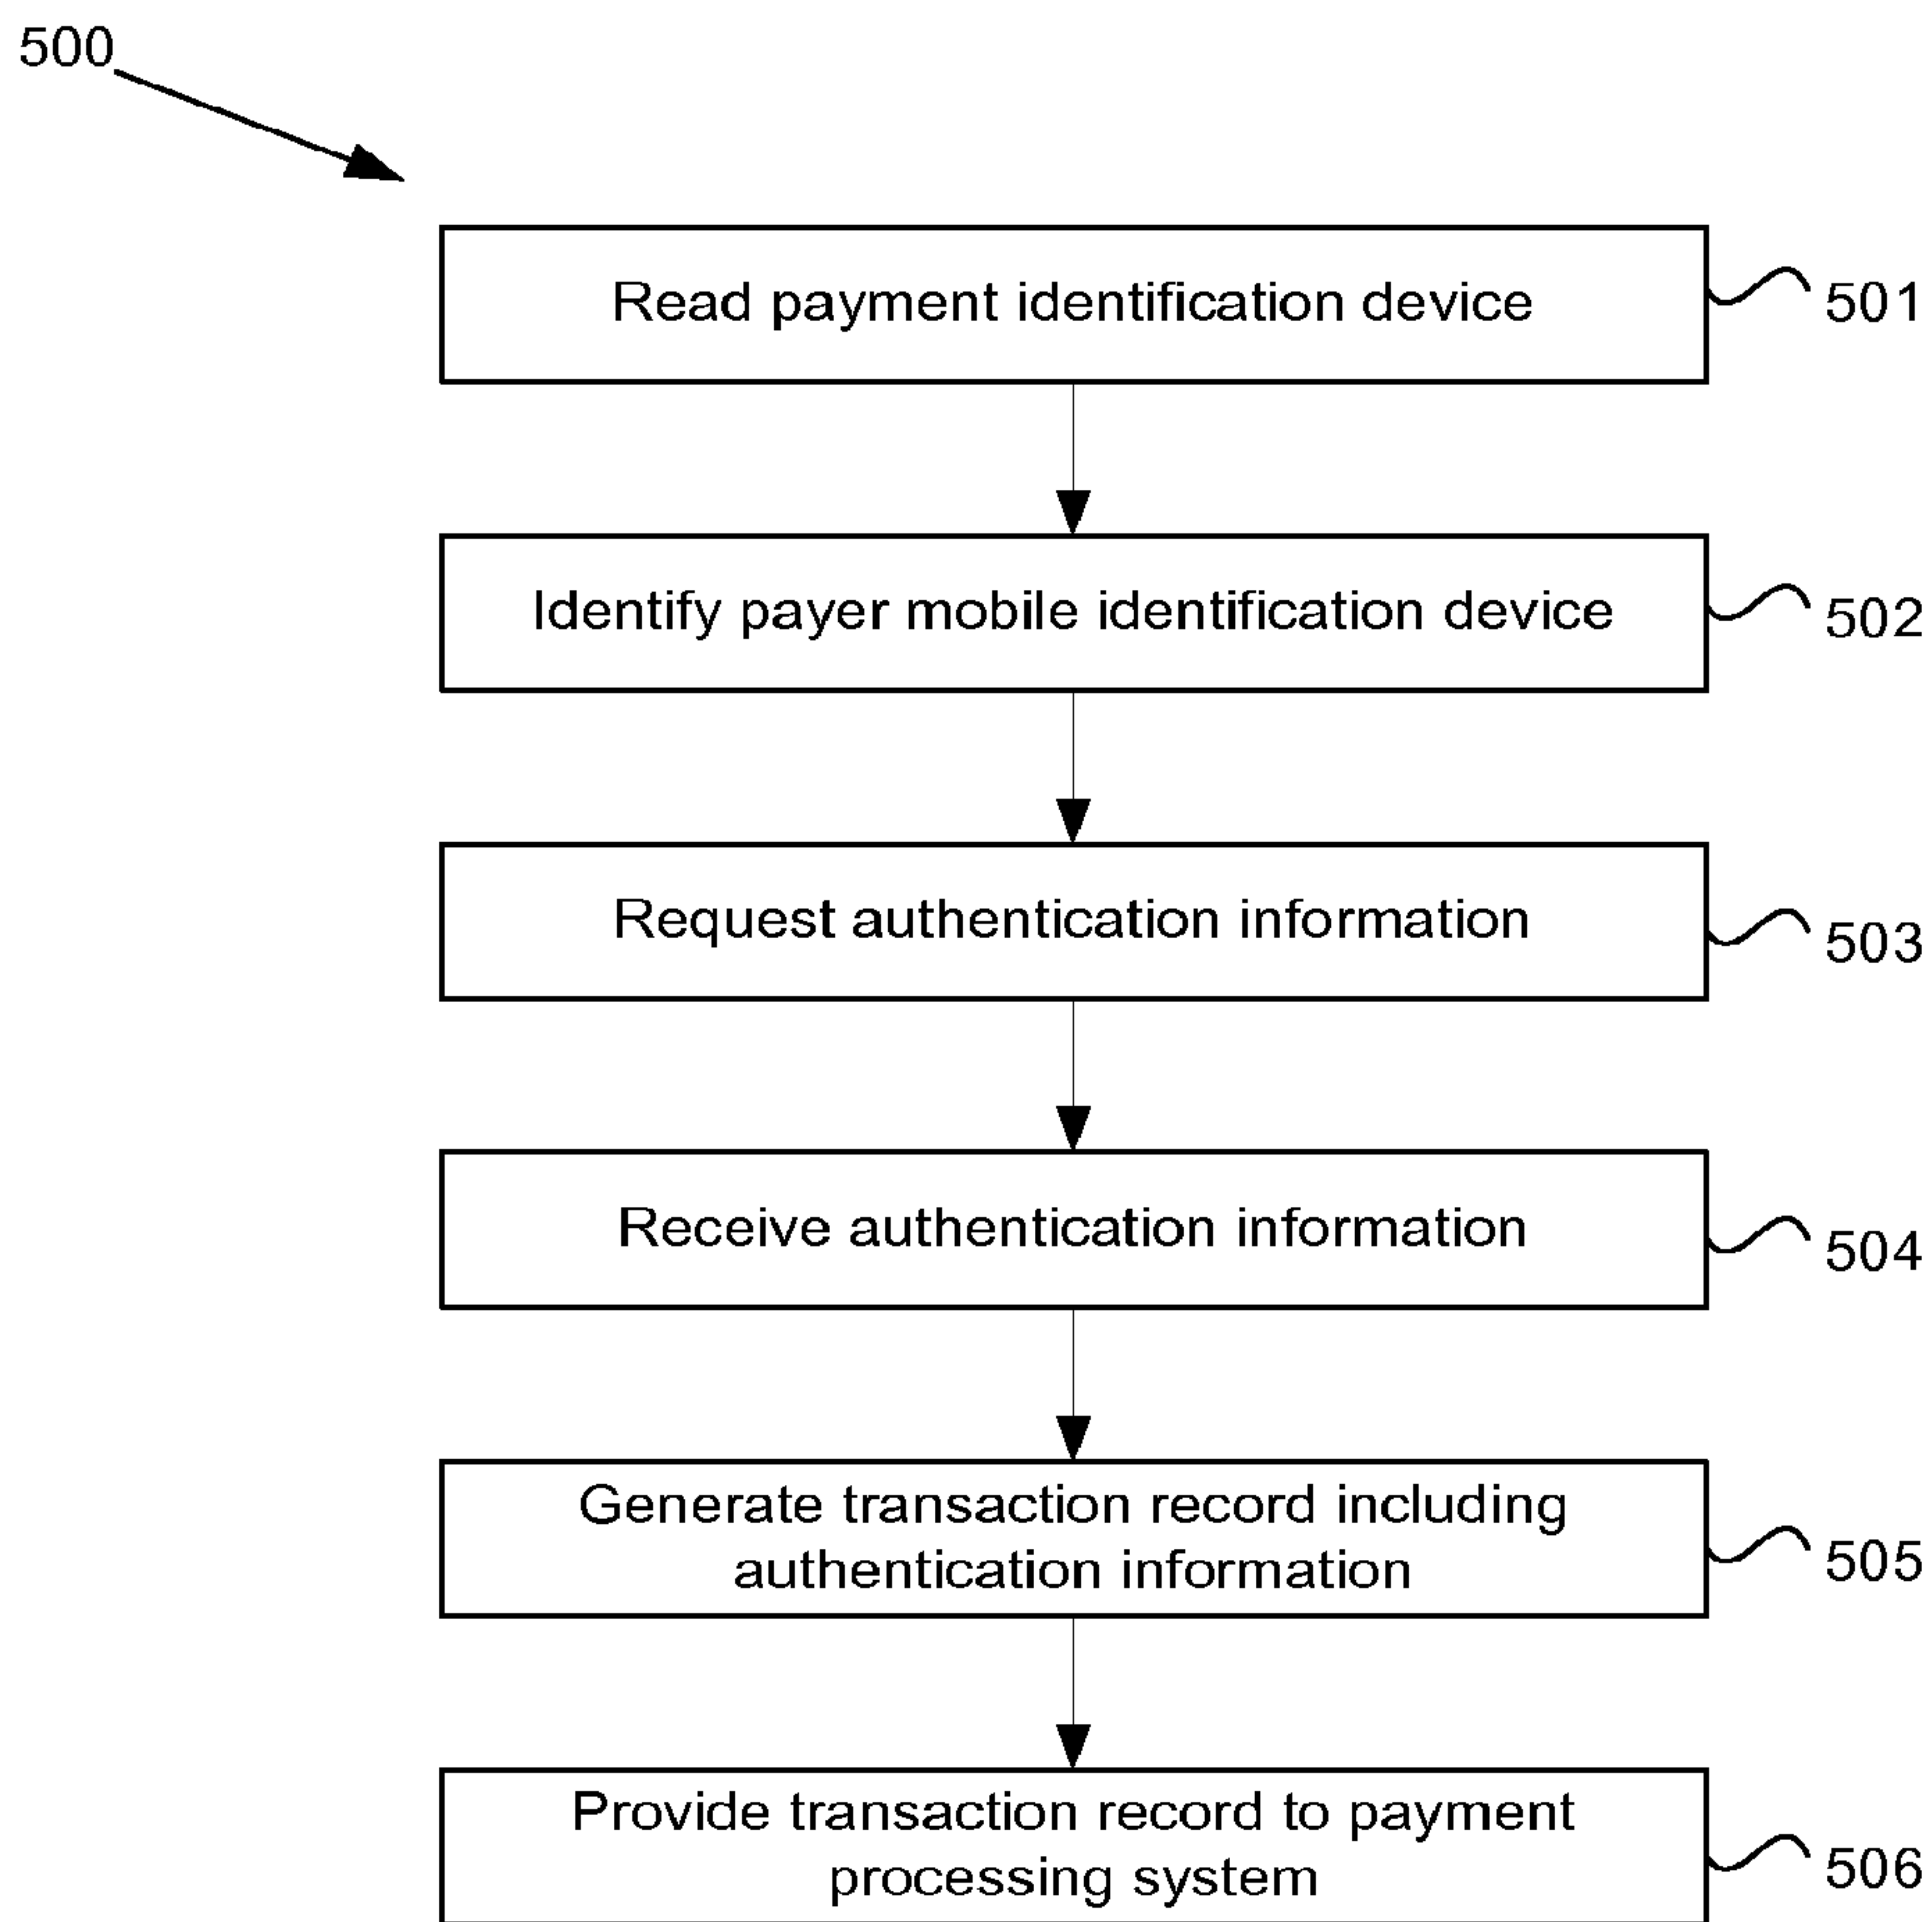 500
Read payment identification device
501
Identify payer mobile identification device
502
Request authentication information
503
Receive authentication information
504
Generate transaction record including
authentication information
505
Provide transaction record to payment
processing system
506